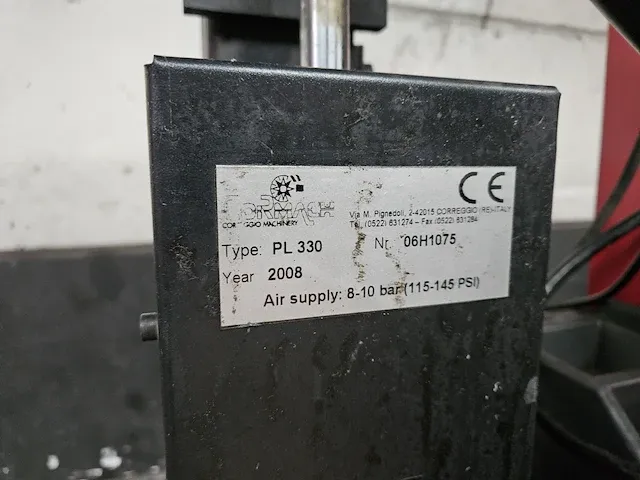 CORMACH
CORREGGIO MACHINERY
CE
Via M. Pignedoli, 2-42015 CORREGGIO (RE)-ITALY
Tel. (0522) 631274 – Fax (0522) 631284
Type: PL 330
Nr. 06H1075
Year 2008
Air supply: 8-10 bar (115-145 PSI)